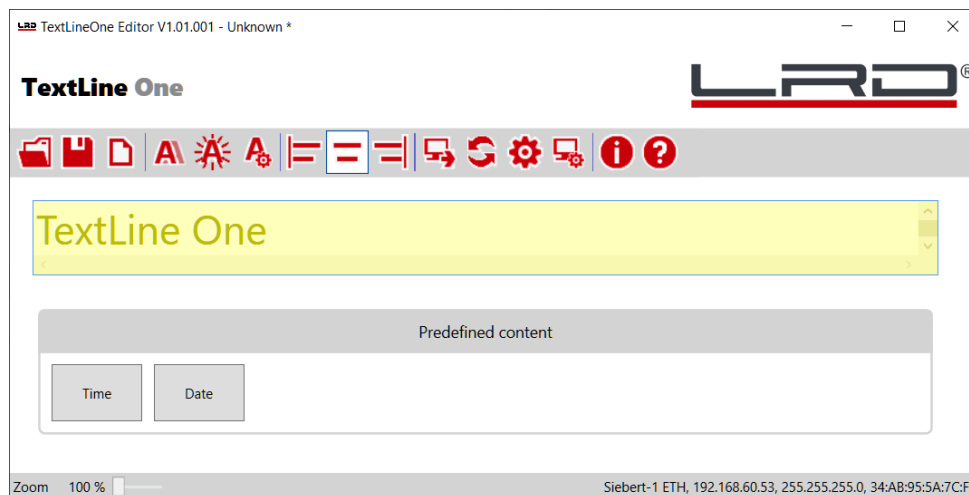 LRD TextLineOne Editor V1.01.001 - Unknown *
TextLine One
LRD®
TextLine One
Predefined content
Time
Date
Zoom 100 %
Siebert-1 ETH, 192.168.60.53, 255.255.255.0, 34:AB:95:5A:7C:F